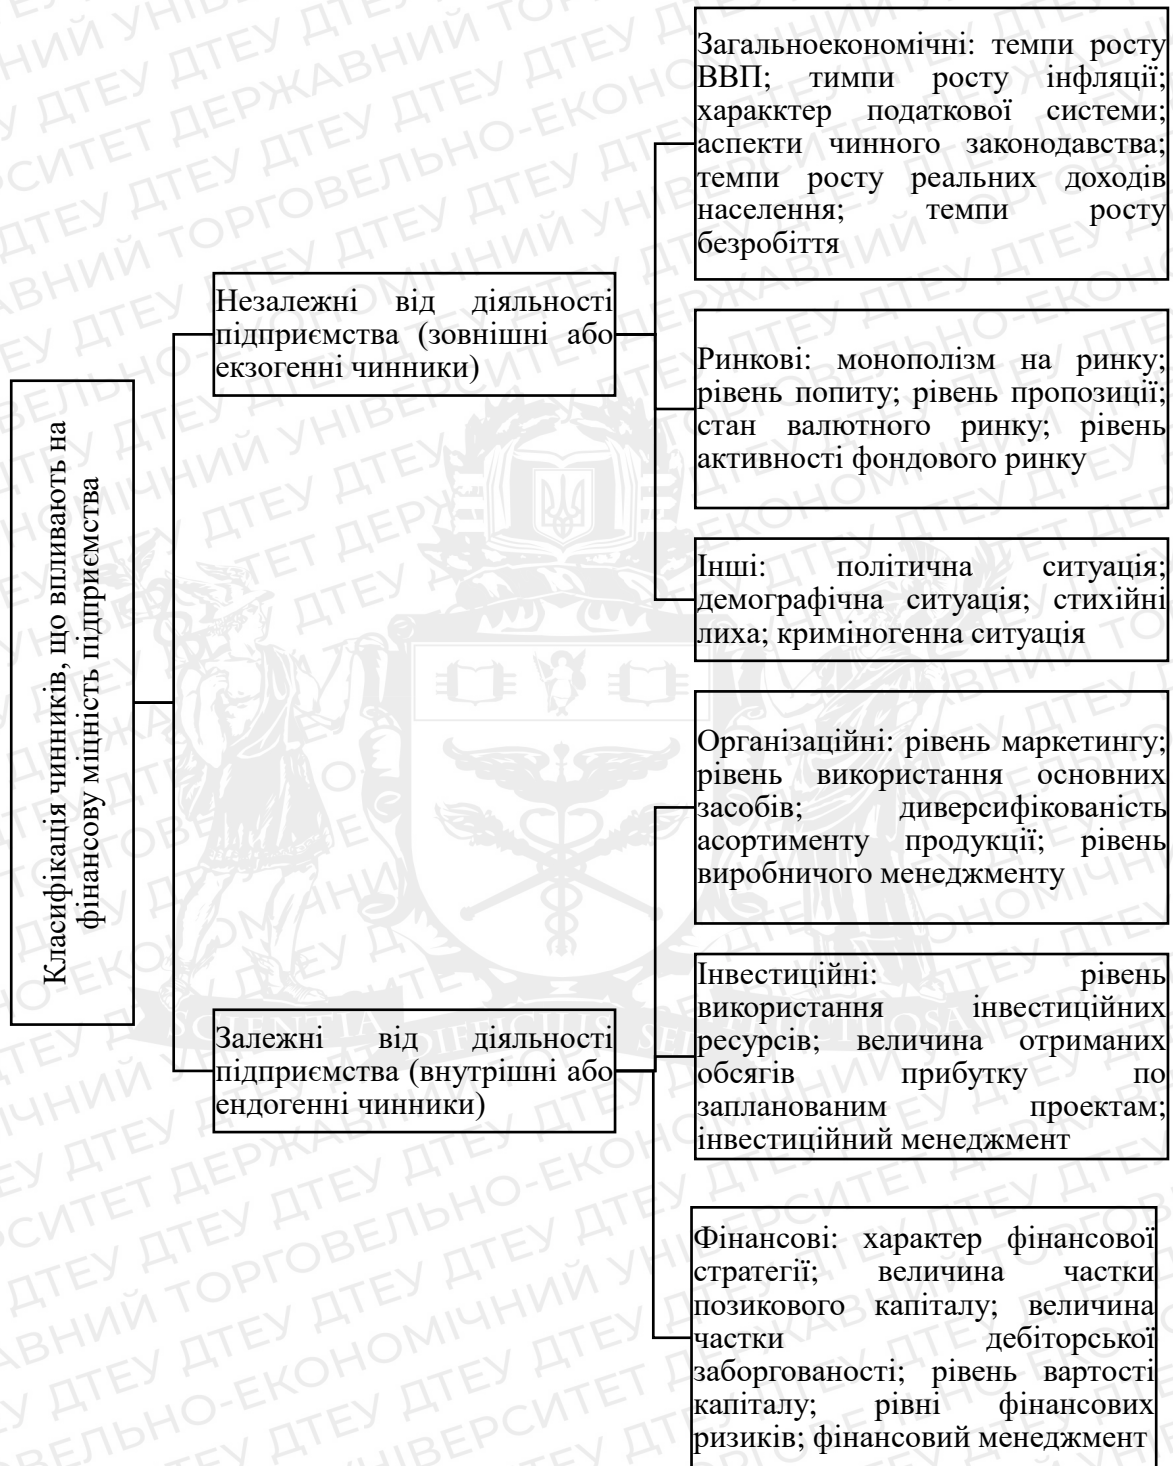 Класифікація чинників, що впливають на
фінансову міцність підприємства
Незалежні від діяльності
підприємства (зовнішні або
екзогенні чинники)
Загальноекономічні: темпи росту
ВВП; тимпи росту інфляції;
харакктер податкової системи;
аспекти чинного законодавства;
темпи росту реальних доходів
населення; темпи росту
безробіття
Ринкові: монополізм на ринку;
рівень попиту; рівень пропозиції;
стан валютного ринку; рівень
активності фондового ринку
Інші: політична ситуація;
демографічна ситуація; стихійні
лиха; криміногенна ситуація
Залежні від діяльності
підприємства (внутрішні або
ендогенні чинники)
Організаційні: рівень маркетингу;
рівень використання основних
засобів; диверсифікованість
асортименту продукції; рівень
виробничого менеджменту
Інвестиційні: рівень
використання інвестиційних
ресурсів; величина отриманих
обсягів прибутку по
запланованим проектам;
інвестиційний менеджмент
Фінансові: характер фінансової
стратегії; величина частки
позикового капіталу; величина
частки дебіторської
заборгованості; рівень вартості
капіталу; рівні фінансових
ризиків; фінансовий менеджмент